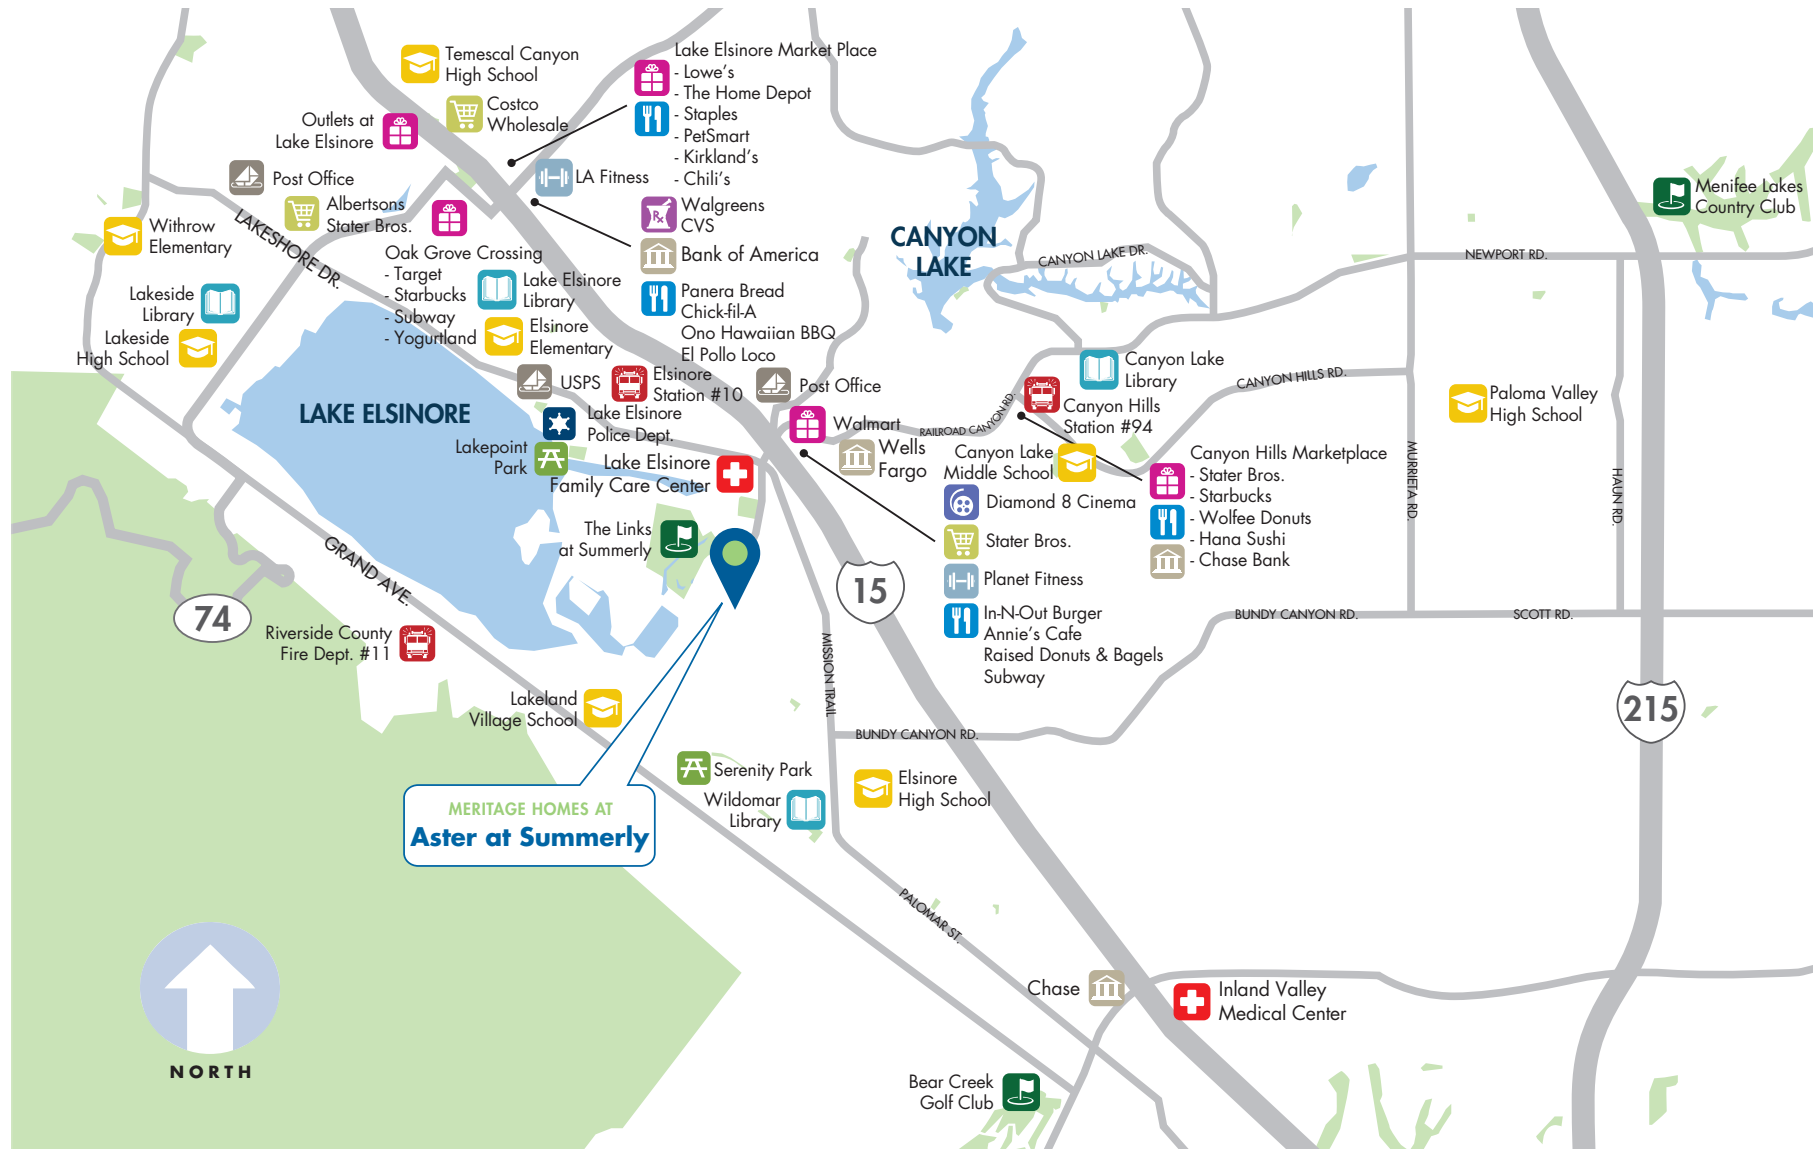 Temescal Canyon
High School
Costco
Wholesale
Outlets at
Lake Elsinore
Lake Elsinore Market Place
- Lowe's
- The Home Depot
- Staples
- PetSmart
- Kirkland's
- Chili's
LA Fitness
Post Office
Albertsons
Stater Bros.
Withrow
Elementary
LAKESHORE DR.
Oak Grove Crossing
- Target
- Starbucks
- Subway
- Yogurtland
Lake Elsinore
Library
Elsinore
Elementary
Walgreens
CVS
Bank of America
Panera Bread
Chick-fil-A
Ono Hawaiian BBQ
El Pollo Loco
Lakeside
Library
Lakeside
High School
CANYON
LAKE
CANYON LAKE DR.
NEWPORT RD.
Menifee Lakes
Country Club
LAKE ELSINORE
USPS
Elsinore
Station #10
Post Office
Lake Elsinore
Police Dept.
Lakepoint
Park
Lake Elsinore
Family Care Center
Walmart
Wells
Fargo
RAILROAD CANYON RD.
Canyon Lake
Library
Canyon Hills
Station #94
CANYON HILLS RD.
Paloma Valley
High School
Canyon Lake
Middle School
Canyon Hills Marketplace
- Stater Bros.
- Starbucks
- Wolfee Donuts
- Hana Sushi
- Chase Bank
MURRIETA RD.
HAUN RD.
Diamond 8 Cinema
Stater Bros.
Planet Fitness
In-N-Out Burger
Annie's Cafe
Raised Donuts & Bagels
Subway
The Links
at Summerly
GRAND AVE.
74
15
215
BUNDY CANYON RD.
SCOTT RD.
Riverside County
Fire Dept. #11
MISSION TRAIL
Lakeland
Village School
BUNDY CANYON RD.
Serenity Park
Wildomar
Library
Elsinore
High School
MERITAGE HOMES AT
Aster at Summerly
PALOMAR ST.
Chase
Inland Valley
Medical Center
Bear Creek
Golf Club
NORTH
Rx